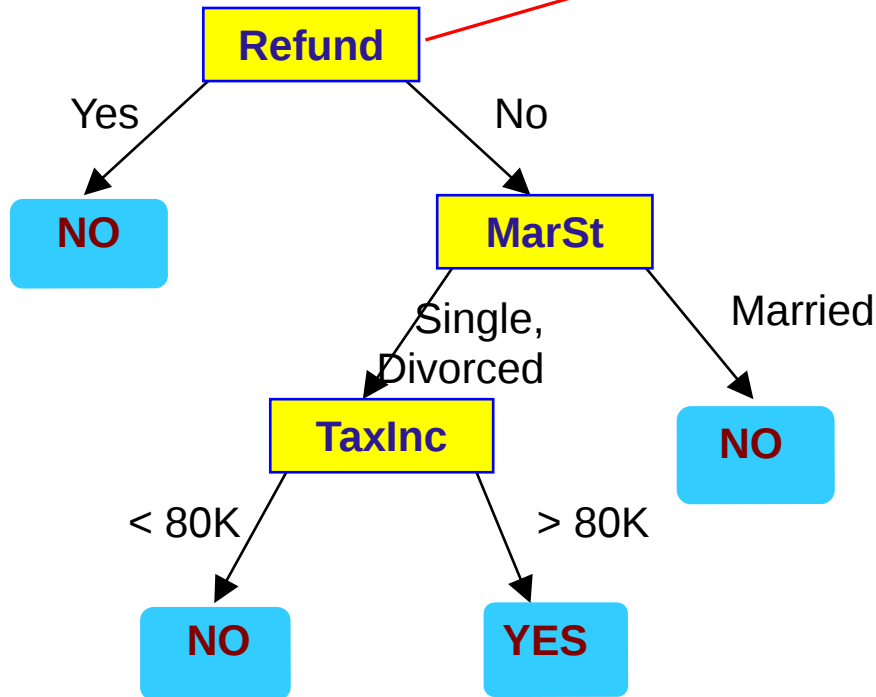 Refund
Yes
No
NO
MarSt
Single,
Divorced
Married
TaxInc
NO
< 80K
> 80K
NO
YES